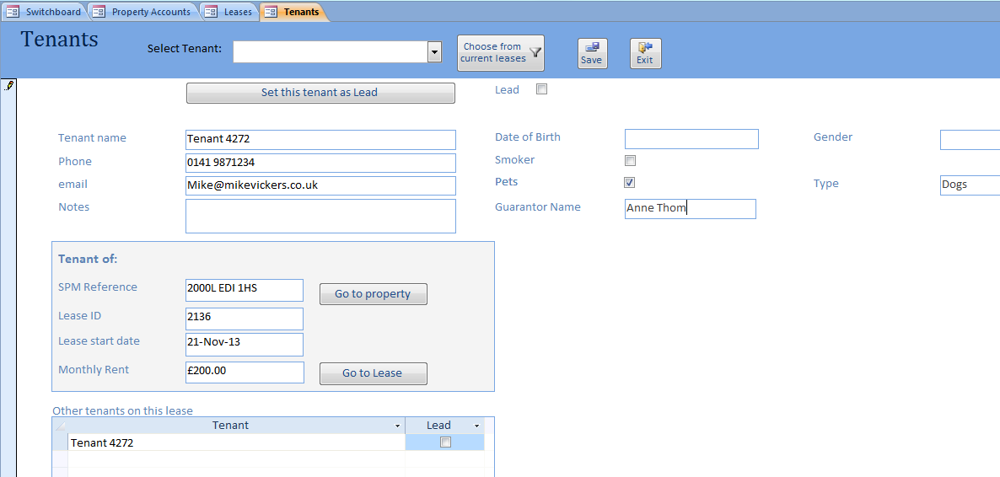 Switchboard Property Accounts Leases Tenants
Tenants
Select Tenant:
Choose from
current leases
Save
Exit
Set this tenant as Lead
Lead
Tenant name Tenant 4272 Date of Birth Gender
Phone 0141 9871234 Smoker
email Mike@mikevickers.co.uk Pets Type Dogs
Notes Guarantor Name Anne Thom
Tenant of:
SPM Reference 2000L EDI 1HS Go to property
Lease ID 2136
Lease start date 21-Nov-13
Monthly Rent £200.00 Go to Lease
Other tenants on this lease
Tenant Lead
Tenant 4272